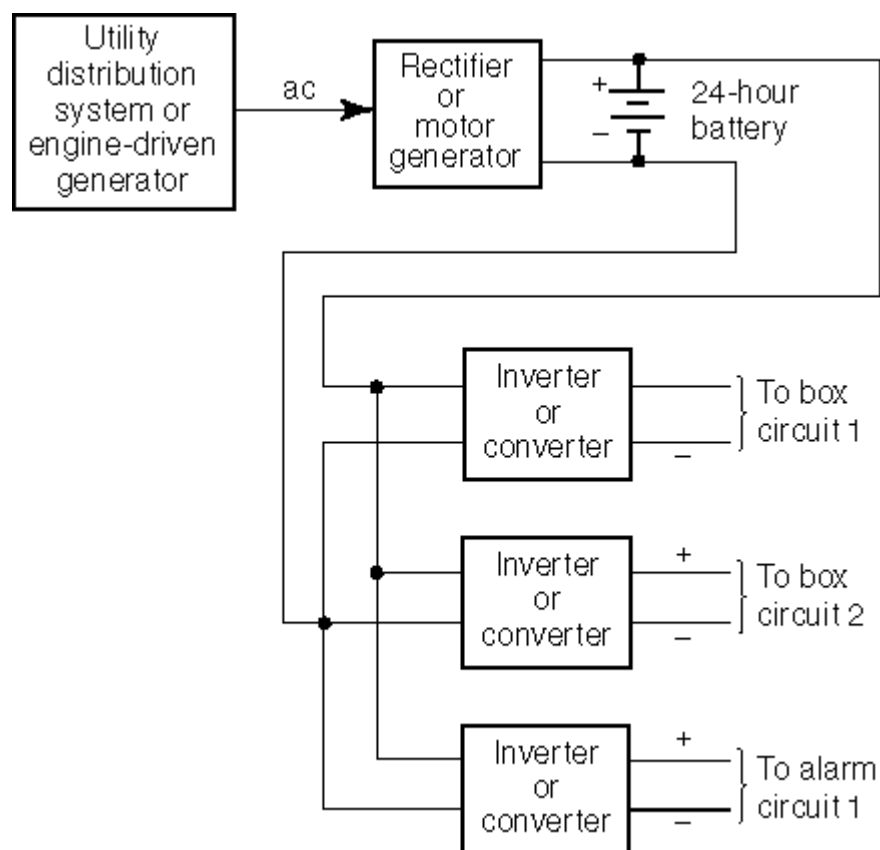 Utility
distribution
system or
engine-driven
generator
ac
Rectifier
or
motor
generator
+
–
24-hour
battery
Inverter
or
converter
–
To box
circuit 1
Inverter
or
converter
+
–
To box
circuit 2
Inverter
or
converter
+
–
To alarm
circuit 1